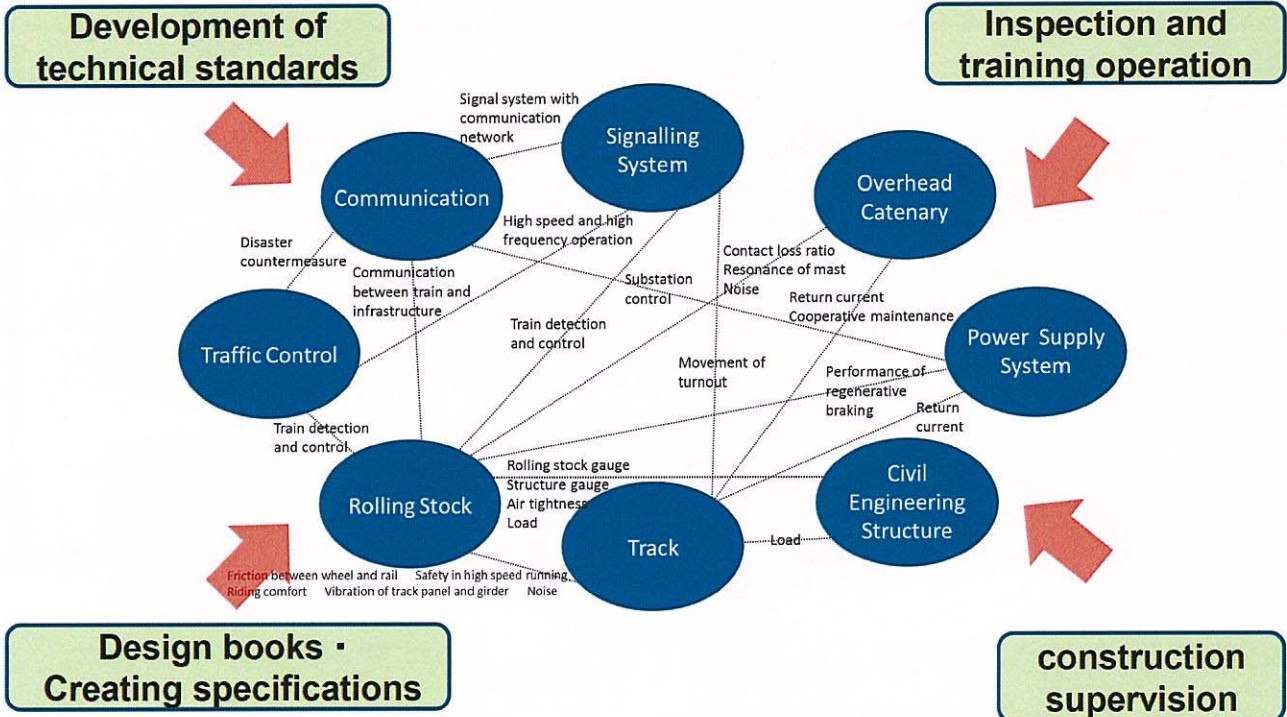 Development of
technical standards
Inspection and
training operation
Signal system with
communication
network
Signalling
System
Communication
Overhead
Catenary
High speed and high
frequency operation
Disaster
countermeasure
Communication
between train and
infrastructure
Contact loss ratio
Resonance of mast
Noise
Substation
control
Return current
Cooperative maintenance
Traffic Control
Train detection
and control
Power Supply
System
Movement of
turnout
Performance of
regenerative
braking
Return
current
Train detection
and control
Rolling Stock
Rolling stock gauge
Structure gauge
Air tightness
Load
Civil
Engineering
Structure
Track
Load
Friction between wheel and rail Safety in high speed running
Riding comfort Vibration of track panel and girder Noise
Design books ･
Creating specifications
construction
supervision